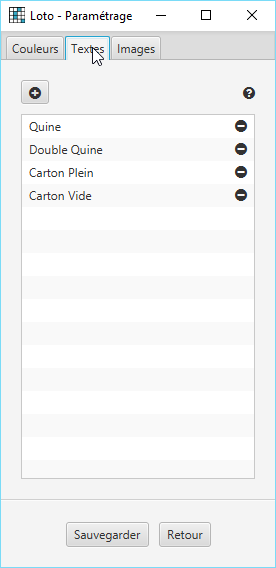 Loto - Paramétrage
Couleurs Textes Images
Quine
Double Quine
Carton Plein
Carton Vide
Sauvegarder Retour